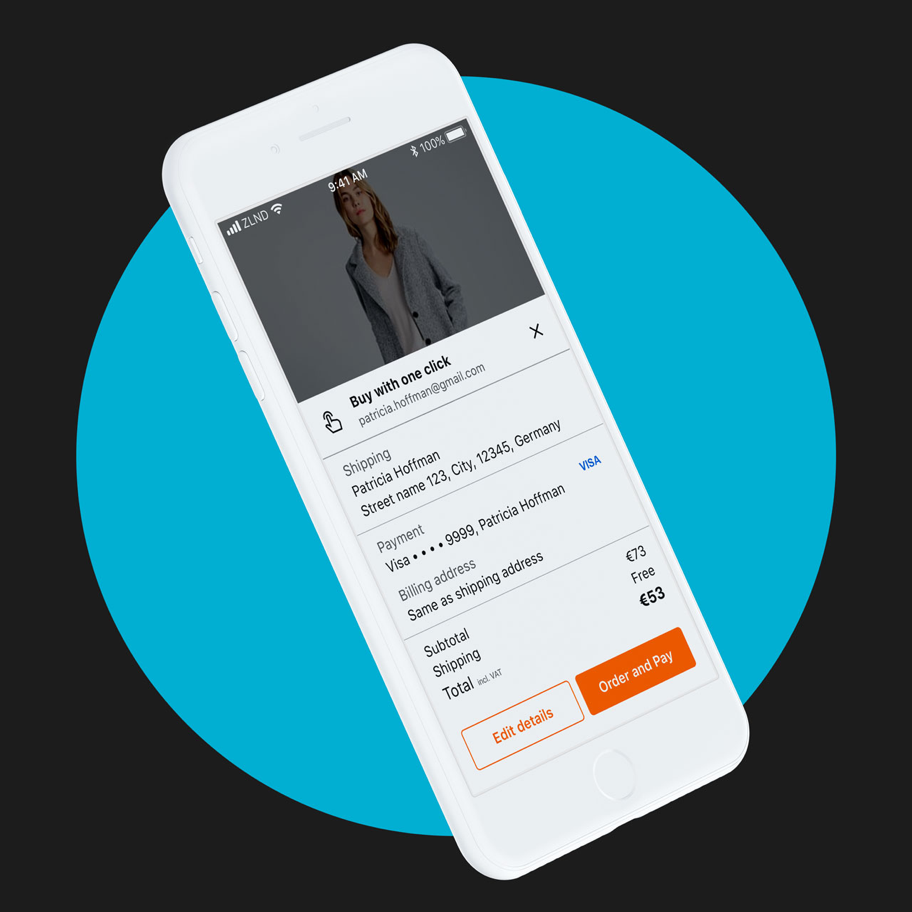 ZLND
9:41 AM
100%
Buy with one click
patricia.hoffman@gmail.com
Shipping
Patricia Hoffman
Street name 123, City, 12345, Germany
Payment
VISA
Visa • • • • 9999, Patricia Hoffman
Billing address
Same as shipping address
Subtotal €73
Shipping Free
Total incl. VAT €53
Edit details
Order and Pay